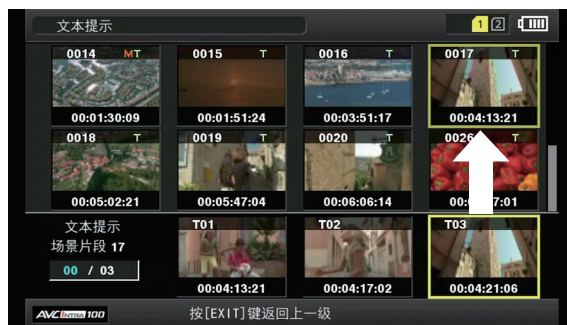 文本提示 1 2
0014 MT 0015 T 0016 T 0017 T
00:01:30:09 00:01:51:24 00:03:51:17 00:04:13:21
0018 T 0019 T 0020 T 0026 T
00:05:02:21 00:05:47:04 00:06:06:14 7:01
文本提示 T01 T02 T03
场景片段 17
00 / 03
00:04:13:21 00:04:17:02 00:04:21:06
AVC INTRA 100 按[EXIT]键返回上一级